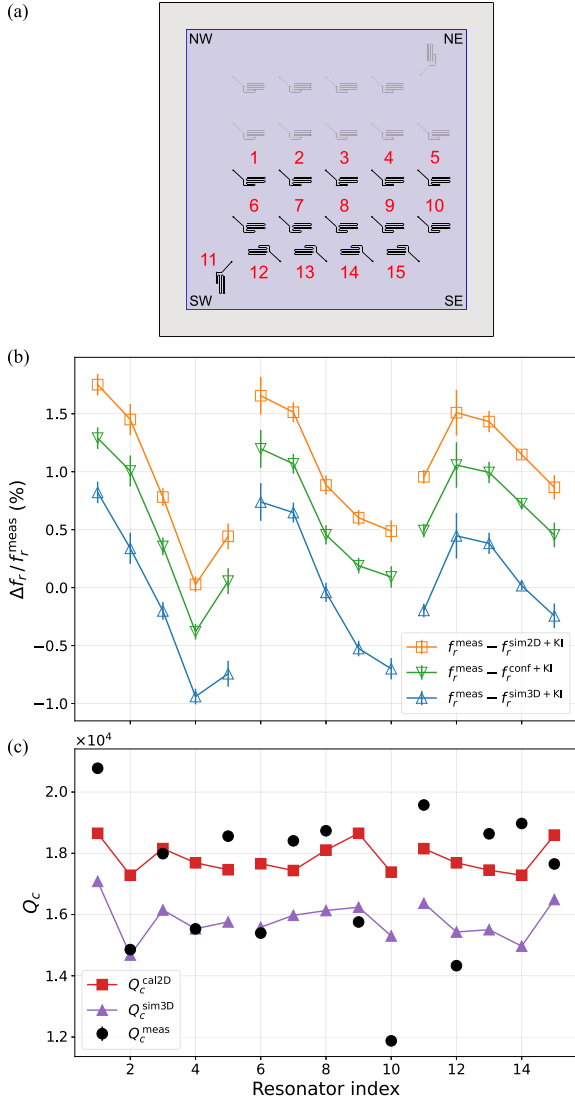 (a)
NW NE
1 2 3 4 5
6 7 8 9 10
11
12 13 14 15
SW SE
(b)
Δf_r / f_r^meas (%)
1.5
1.0
0.5
0.0
−0.5
−1.0
f_r^meas − f_r^sim2D + KI
f_r^meas − f_r^conf + KI
f_r^meas − f_r^sim3D + KI
(c)
×10⁴
Q_c
2.0
1.8
1.6
1.4
1.2
Q_c^cal2D
Q_c^sim3D
Q_c^meas
2 4 6 8 10 12 14
Resonator index